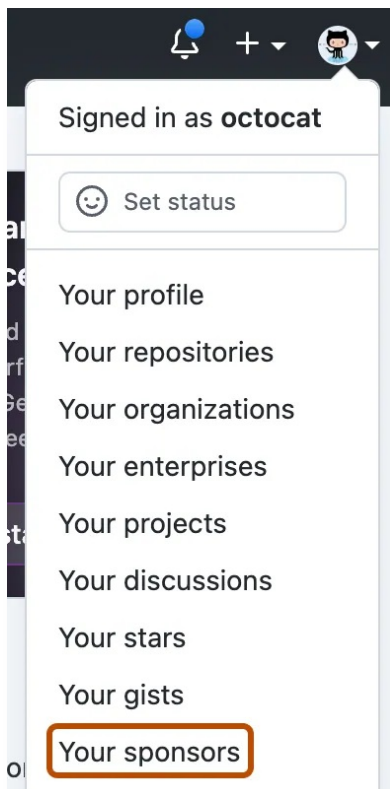 Signed in as octocat
Set status
Your profile
Your repositories
Your organizations
Your enterprises
Your projects
Your discussions
Your stars
Your gists
Your sponsors